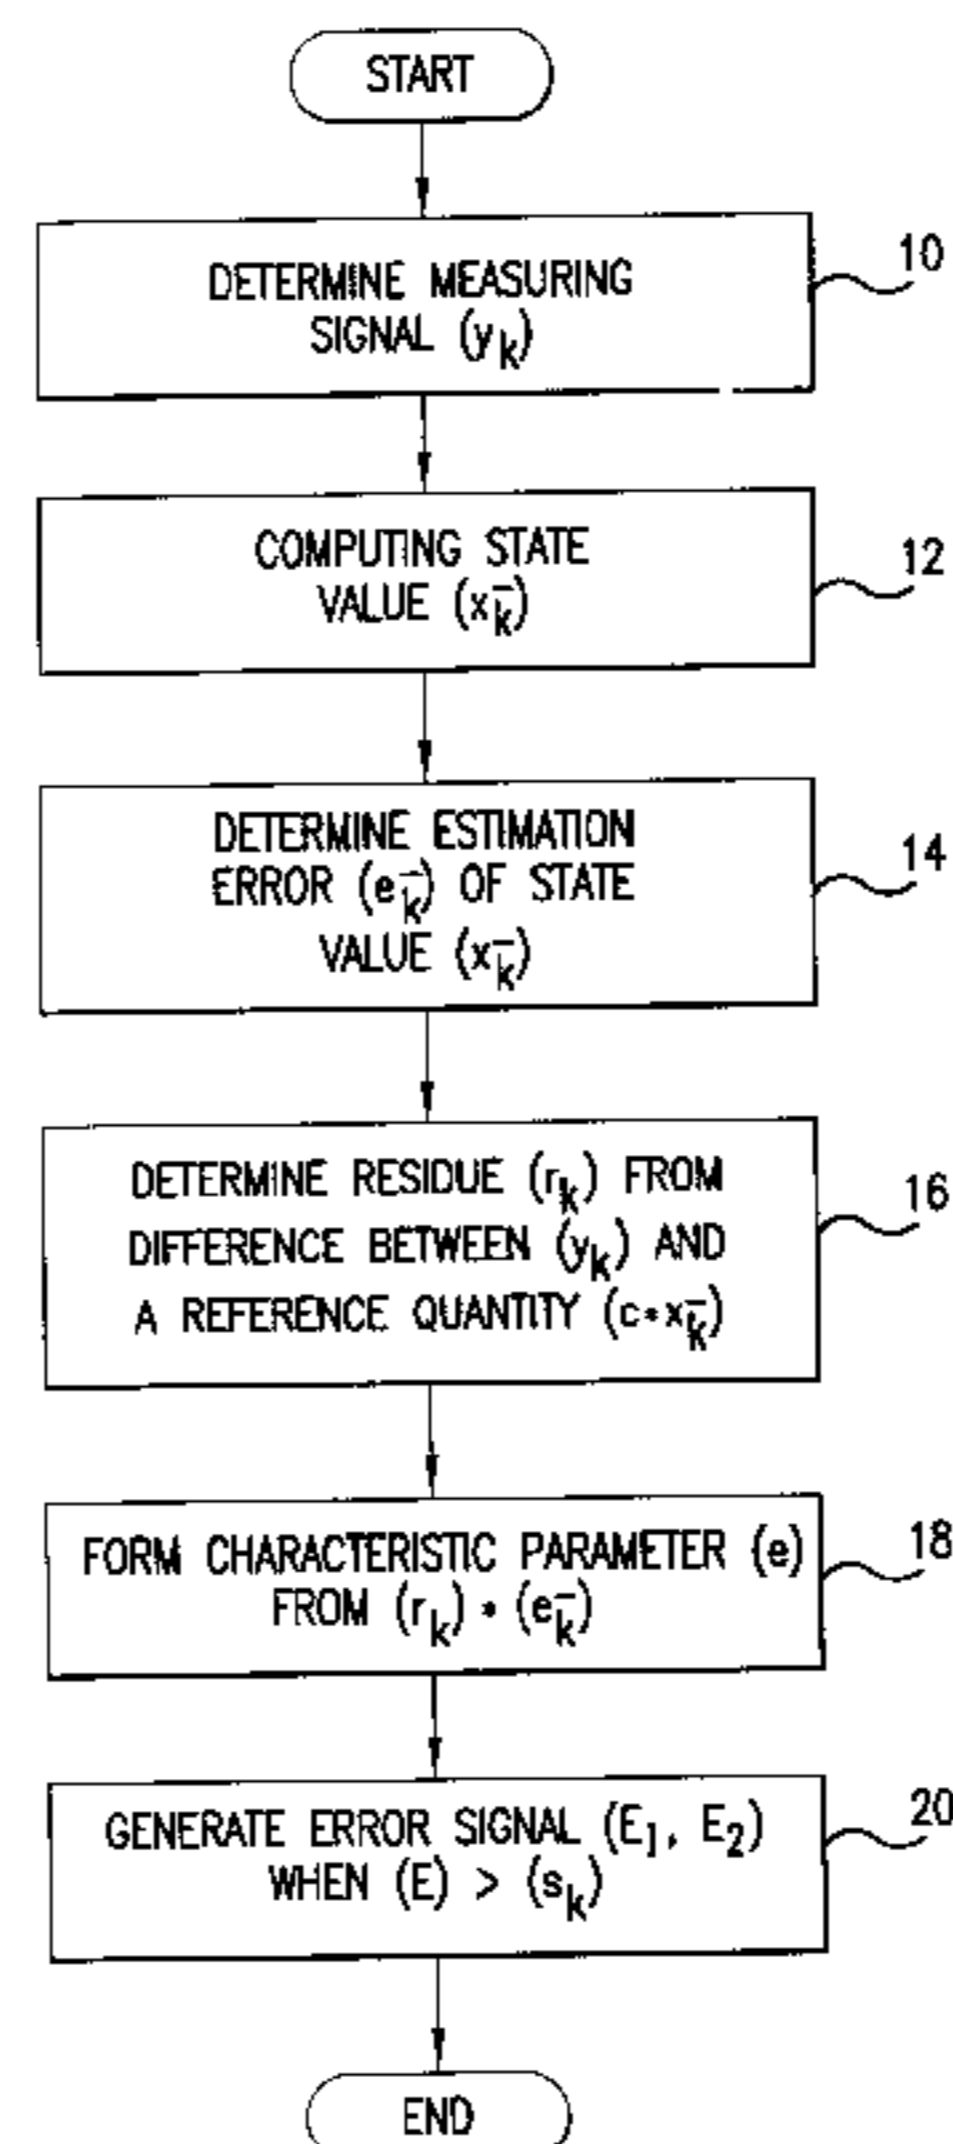 START
DETERMINE MEASURING
SIGNAL (yₖ)
10
COMPUTING STATE
VALUE (xₖ⁻)
12
DETERMINE ESTIMATION
ERROR (eₖ⁻) OF STATE
VALUE (xₖ⁻)
14
DETERMINE RESIDUE (rₖ) FROM
DIFFERENCE BETWEEN (yₖ) AND
A REFERENCE QUANTITY (c*xₖ⁻)
16
FORM CHARACTERISTIC PARAMETER (e)
FROM (rₖ) * (eₖ⁻)
18
GENERATE ERROR SIGNAL (E₁, E₂)
WHEN (E) > (sₖ)
20
END